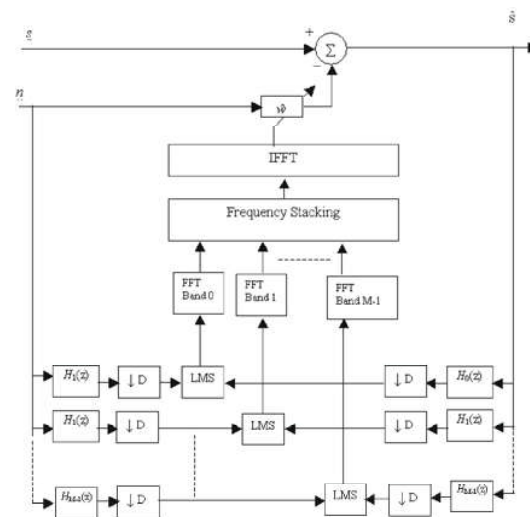 s ŝ
+
Σ
−
n
ŵ
IFFT
Frequency Stacking
FFT Band 0
FFT Band 1
FFT Band M-1
H₁(z) ↓D LMS ↓D H₀(z)
H₁(z) ↓D LMS ↓D H₁(z)
H_M-1(z) ↓D LMS ↓D H_M-1(z)